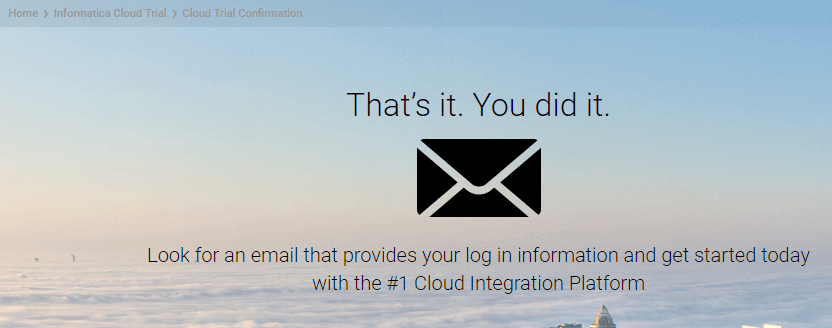 Home > Informatica Cloud Trial > Cloud Trial Confirmation
That's it. You did it.
Look for an email that provides your log in information and get started today
with the #1 Cloud Integration Platform